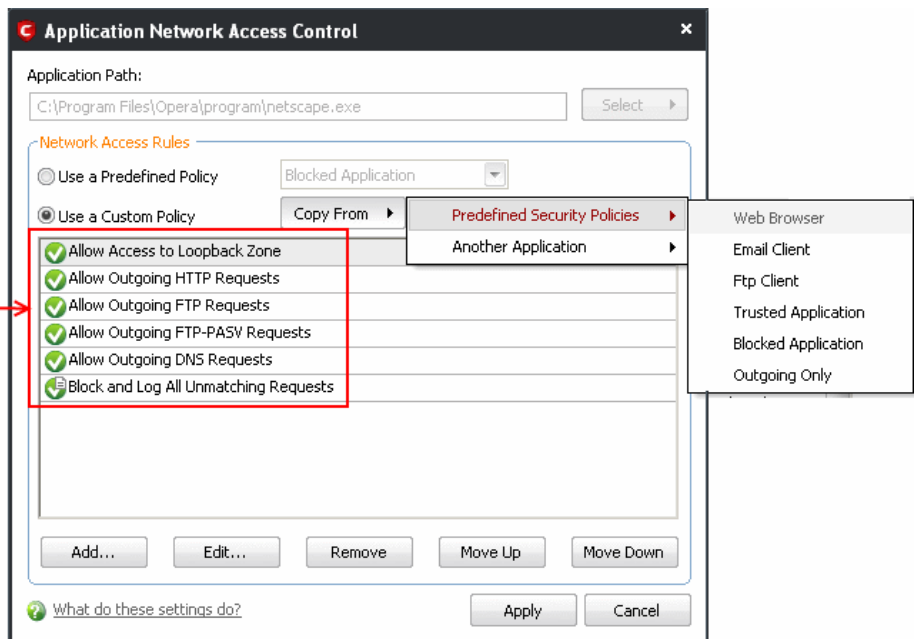 Application Network Access Control
Application Path:
C:\Program Files\Opera\program\netscape.exe
Select
Network Access Rules
Use a Predefined Policy
Blocked Application
Use a Custom Policy
Copy From
Predefined Security Policies
Another Application
Web Browser
Email Client
Ftp Client
Trusted Application
Blocked Application
Outgoing Only
Allow Access to Loopback Zone
Allow Outgoing HTTP Requests
Allow Outgoing FTP Requests
Allow Outgoing FTP-PASV Requests
Allow Outgoing DNS Requests
Block and Log All Unmatching Requests
Add... Edit... Remove Move Up Move Down
What do these settings do? Apply Cancel